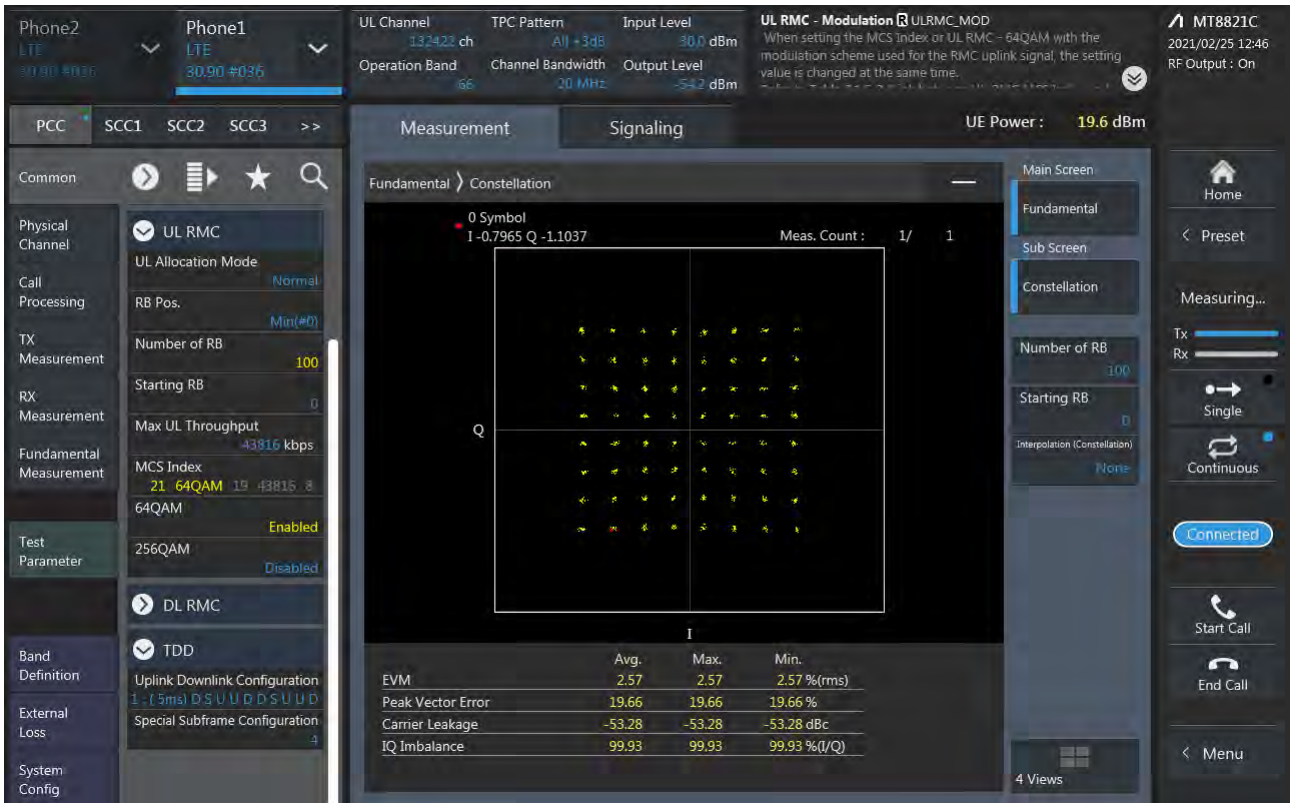 Phone2
LTE
30.90 #036
Phone1
LTE
30.90 #036
UL Channel
132422 ch
TPC Pattern
All +3dB
Input Level
30.0 dBm
Operation Band
66
Channel Bandwidth
20 MHz
Output Level
-54.2 dBm
UL RMC - Modulation R ULRMC_MOD
When setting the MCS Index or UL RMC - 64QAM with the
modulation scheme used for the RMC uplink signal, the setting
value is changed at the same time.
MT8821C
2021/02/25 12:46
RF Output : On
PCC SCC1 SCC2 SCC3 >>
Measurement
Signaling
UE Power : 19.6 dBm
Common
Physical
Channel
Call
Processing
TX
Measurement
RX
Measurement
Fundamental
Measurement
Test
Parameter
Band
Definition
External
Loss
System
Config
UL RMC
UL Allocation Mode
Normal
RB Pos.
Min(#0)
Number of RB
100
Starting RB
0
Max UL Throughput
43816 kbps
MCS Index
21 64QAM 19 43816 8
64QAM
Enabled
256QAM
Disabled
DL RMC
TDD
Uplink Downlink Configuration
1 : ( 5ms) D S U U D D S U U D
Special Subframe Configuration
4
Fundamental 〉 Constellation
0 Symbol
I -0.7965 Q -1.1037
Meas. Count : 1/ 1
Q
I
Avg. Max. Min.
EVM 2.57 2.57 2.57 %(rms)
Peak Vector Error 19.66 19.66 19.66 %
Carrier Leakage -53.28 -53.28 -53.28 dBc
IQ Imbalance 99.93 99.93 99.93 %(I/Q)
Main Screen
Fundamental
Sub Screen
Constellation
Number of RB
100
Starting RB
0
Interpolation (Constellation)
None
4 Views
Home
< Preset
Measuring...
Tx
Rx
Single
Continuous
Connected
Start Call
End Call
< Menu